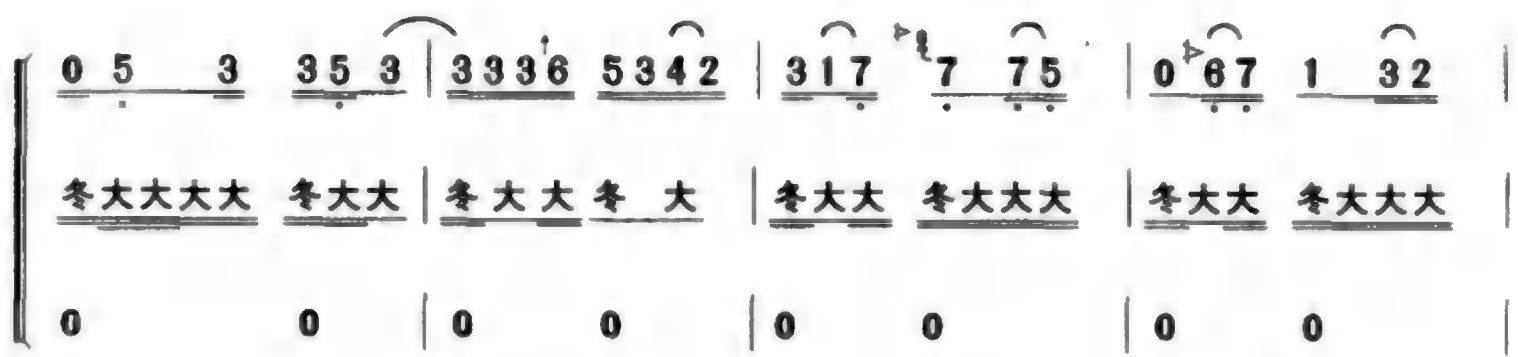 0 5 3 3 5 3 | 3 3 3 6 5 3 4 2 | 3 1 7 7 7 5 | 0 6 7 1 3 2 |
冬大大大大 冬大大 | 冬大大 冬大 | 冬大大 冬大大大 | 冬大大 冬大大大 |
0 0 | 0 0 | 0 0 | 0 0 |